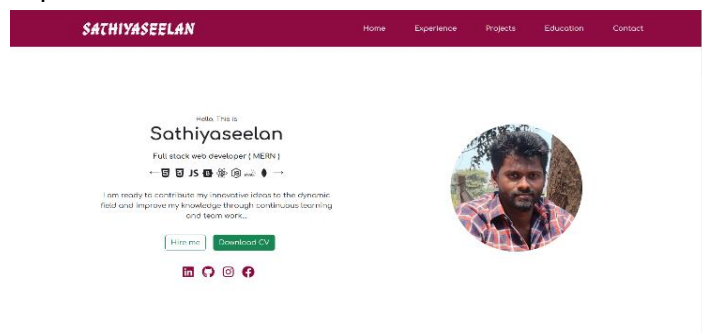 SATHIYASEELAN
Home Experience Projects Education Contact
Hello, This is
Sathiyaseelan
Full stack web developer ( MERN )
JS
I am ready to contribute my innovative ideas to the dynamic
field and improve my knowledge through continuous learning
and team work...
Hire me Download CV